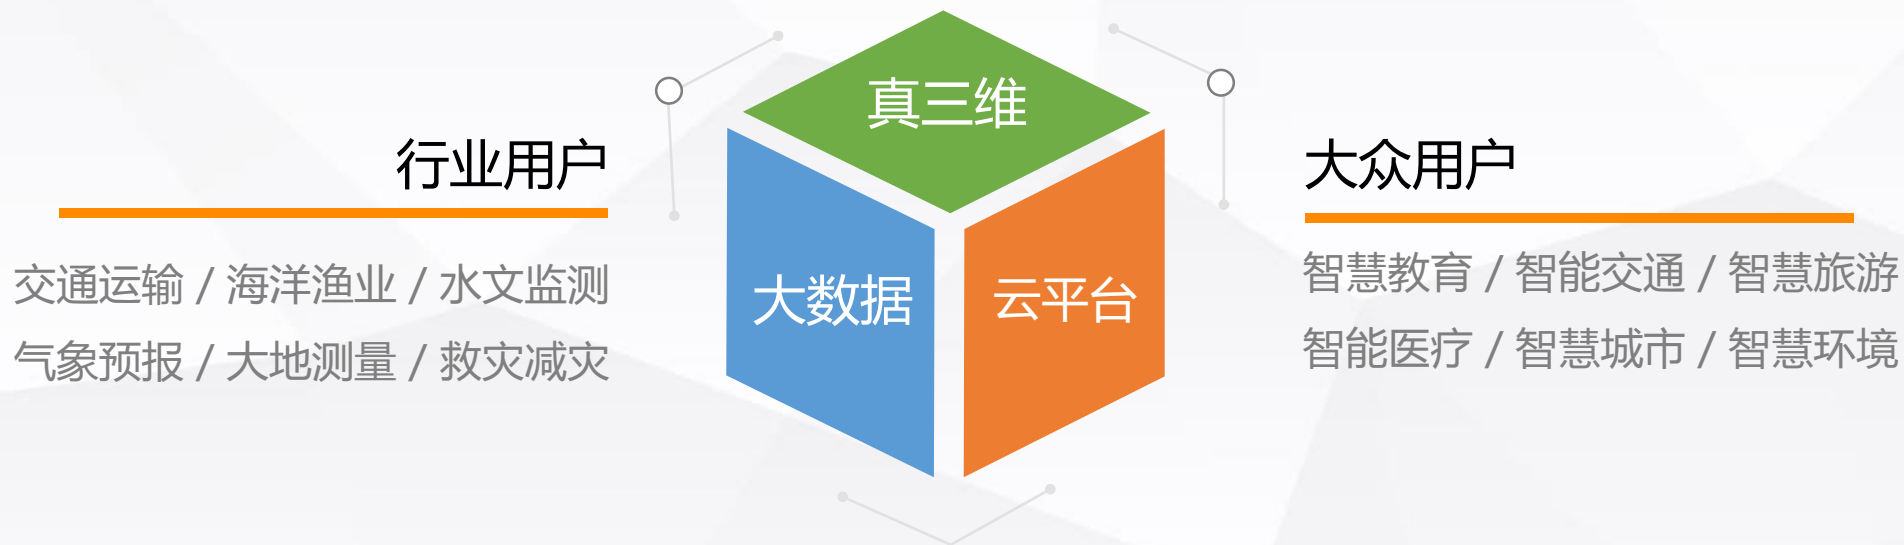 行业用户
交通运输 / 海洋渔业 / 水文监测
气象预报 / 大地测量 / 救灾减灾
真三维
大数据
云平台
大众用户
智慧教育 / 智能交通 / 智慧旅游
智能医疗 / 智慧城市 / 智慧环境